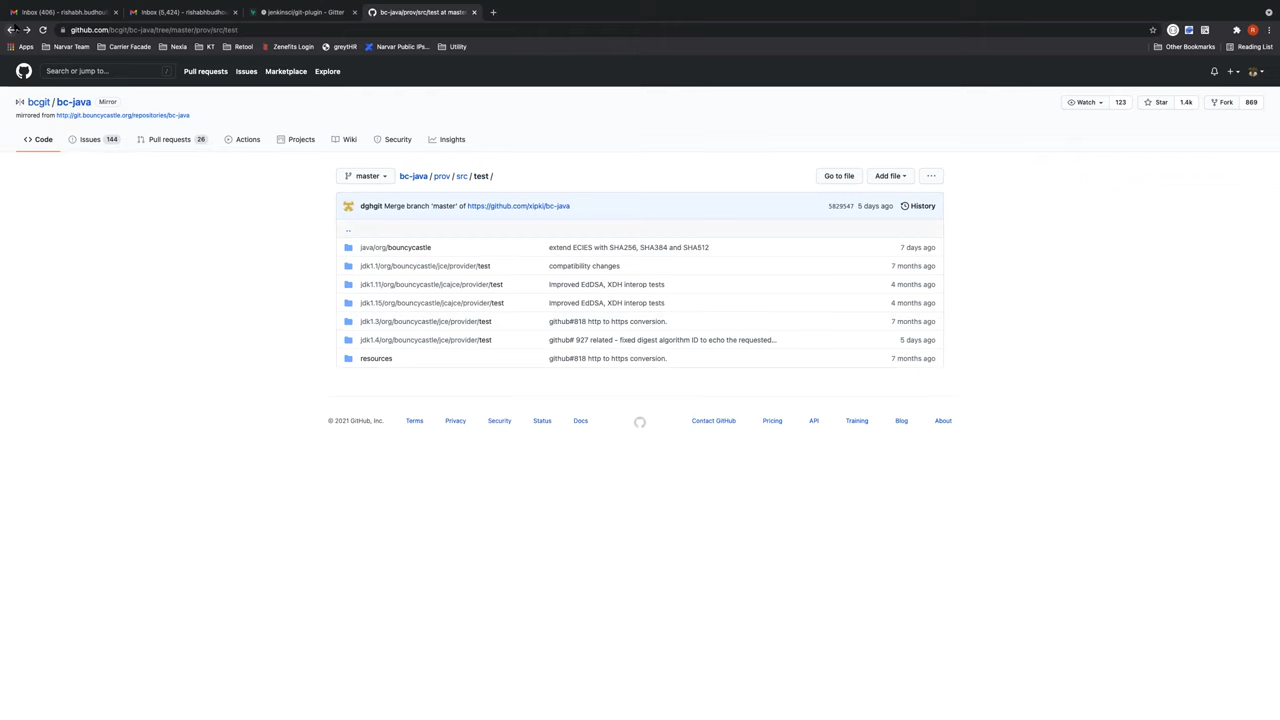 Inbox (406) - rishabh.budhoul
Inbox (5,424) - rishabhbudho
jenkinsci/git-plugin - Gitter
bc-java/prov/src/test at maste
github.com/bcgit/bc-java/tree/master/prov/src/test
Apps
Narvar Team
Carrier Facade
Nexla
KT
Retool
Zenefits Login
greytHR
Narvar Public IPs...
Utility
Other Bookmarks
Reading List
Search or jump to...
/
Pull requests
Issues
Marketplace
Explore
bcgit / bc-java
Mirror
Watch
123
Star
1.4k
Fork
869
mirrored from http://git.bouncycastle.org/repositories/bc-java
Code
Issues 144
Pull requests 26
Actions
Projects
Wiki
Security
Insights
master
bc-java / prov / src / test /
Go to file
Add file
...
dghgit Merge branch 'master' of https://github.com/xipki/bc-java
5829547 5 days ago
History
..
java/org/bouncycastle extend ECIES with SHA256, SHA384 and SHA512 7 days ago
jdk1.1/org/bouncycastle/jce/provider/test compatibility changes 7 months ago
jdk1.11/org/bouncycastle/jcajce/provider/test Improved EdDSA, XDH interop tests 4 months ago
jdk1.15/org/bouncycastle/jcajce/provider/test Improved EdDSA, XDH interop tests 4 months ago
jdk1.3/org/bouncycastle/jce/provider/test github#818 http to https conversion. 7 months ago
jdk1.4/org/bouncycastle/jce/provider/test github# 927 related - fixed digest algorithm ID to echo the requested... 5 days ago
resources github#818 http to https conversion. 7 months ago
© 2021 GitHub, Inc.
Terms
Privacy
Security
Status
Docs
Contact GitHub
Pricing
API
Training
Blog
About